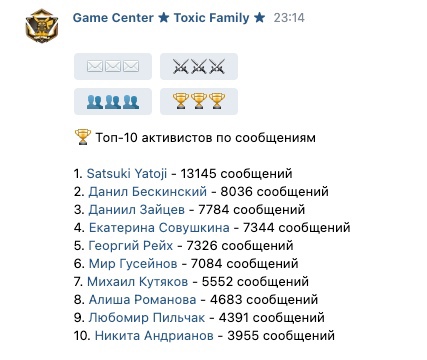 Game Center ★ Toxic Family ★ 23:14
🏆 Топ-10 активистов по сообщениям
1. Satsuki Yatoji - 13145 сообщений
2. Данил Бескинский - 8036 сообщений
3. Даниил Зайцев - 7784 сообщений
4. Екатерина Совушкина - 7344 сообщений
5. Георгий Рейх - 7326 сообщений
6. Мир Гусейнов - 7084 сообщений
7. Михаил Кутяков - 5552 сообщений
8. Алиша Романова - 4683 сообщений
9. Любомир Пильчак - 4391 сообщений
10. Никита Андрианов - 3955 сообщений